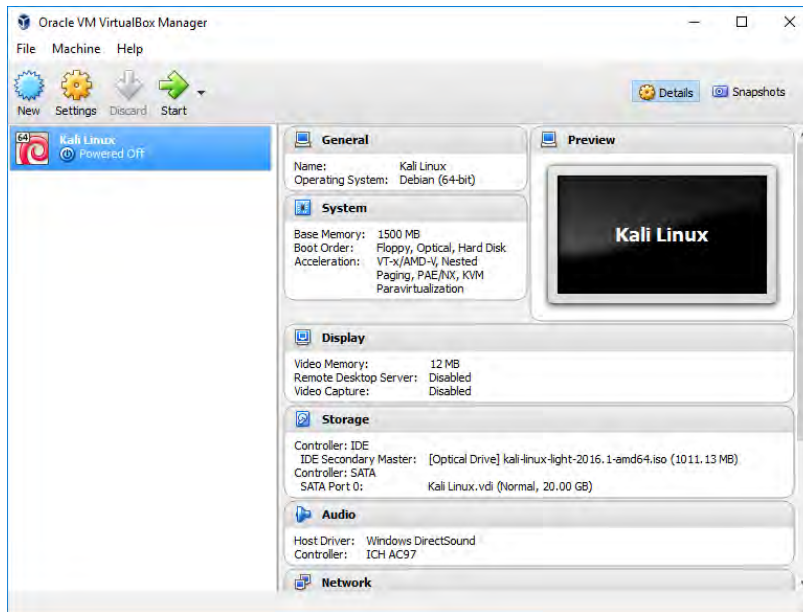 Oracle VM VirtualBox Manager
File Machine Help
New Settings Discard Start
Details Snapshots
64
Kali Linux
Powered Off
General
Name: Kali Linux
Operating System: Debian (64-bit)
System
Base Memory: 1500 MB
Boot Order: Floppy, Optical, Hard Disk
Acceleration: VT-x/AMD-V, Nested
Paging, PAE/NX, KVM
Paravirtualization
Preview
Kali Linux
Display
Video Memory: 12 MB
Remote Desktop Server: Disabled
Video Capture: Disabled
Storage
Controller: IDE
IDE Secondary Master: [Optical Drive] kali-linux-light-2016.1-amd64.iso (1011.13 MB)
Controller: SATA
SATA Port 0: Kali Linux.vdi (Normal, 20.00 GB)
Audio
Host Driver: Windows DirectSound
Controller: ICH AC97
Network